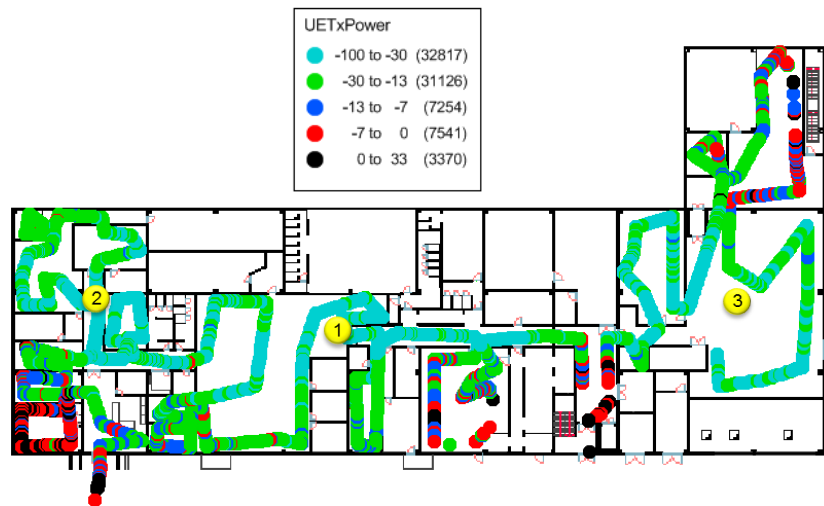 UETxPower
-100 to -30 (32817)
-30 to -13 (31126)
-13 to -7 (7254)
-7 to 0 (7541)
0 to 33 (3370)
2
1
3